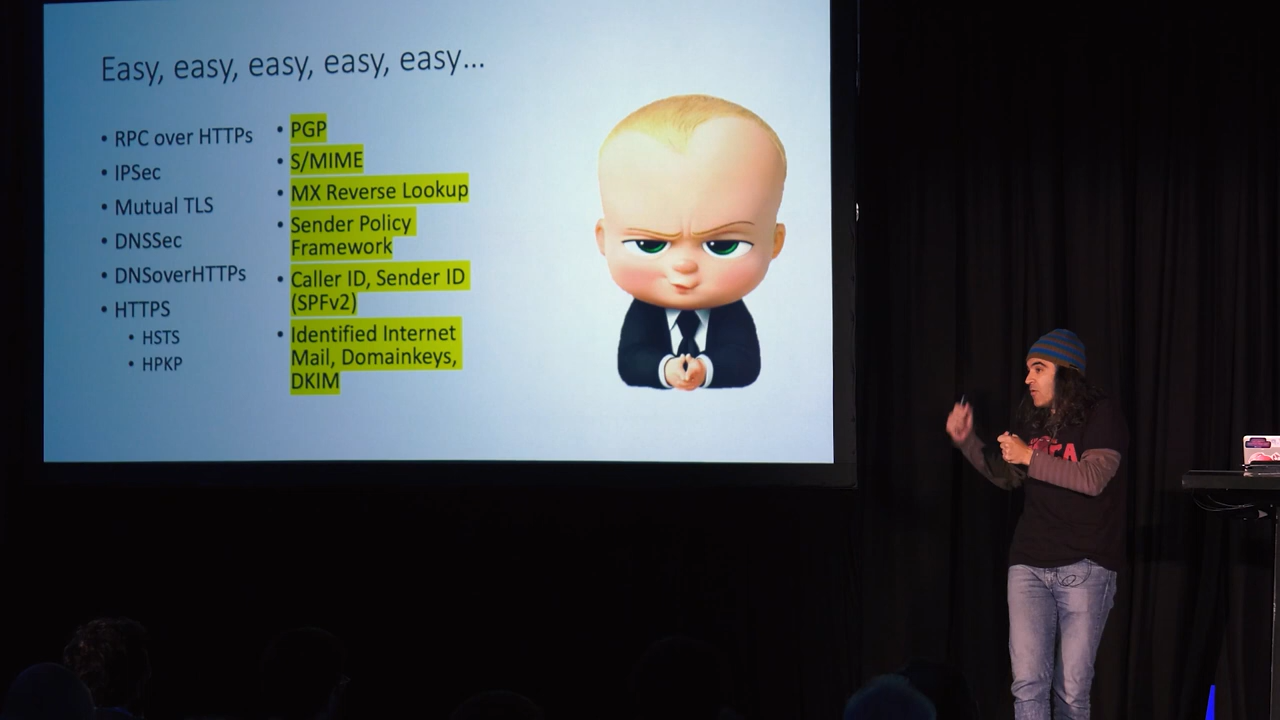 Easy, easy, easy, easy, easy...
• RPC over HTTPs
• IPSec
• Mutual TLS
• DNSSec
• DNSoverHTTPs
• HTTPS
• HSTS
• HPKP
• PGP
• S/MIME
• MX Reverse Lookup
• Sender Policy
Framework
• Caller ID, Sender ID
(SPFv2)
• Identified Internet
Mail, Domainkeys,
DKIM